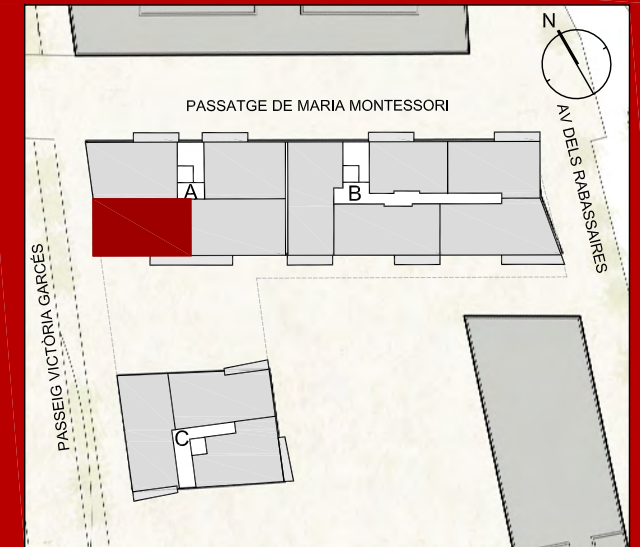 N
PASSATGE DE MARIA MONTESSORI
AV DELS RABASSAIRES
A
B
PASSEIG VICTÒRIA GARCÉS
C